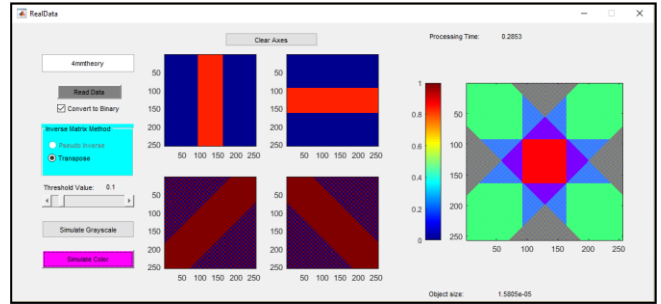 RealData
Clear Axes
Processing Time: 0.2853
4mmtheory
Read Data
Convert to Binary
Inverse Matrix Method
Pseudo Inverse
Transpose
Threshold Value: 0.1
Simulate Grayscale
Simulate Color
50
100
150
200
250
50 100 150 200 250
50
100
150
200
250
50 100 150 200 250
50
100
150
200
250
50 100 150 200 250
50
100
150
200
250
50 100 150 200 250
1
0.8
0.6
0.4
0.2
0
50
100
150
200
250
50 100 150 200 250
Object size: 1.5805e-05